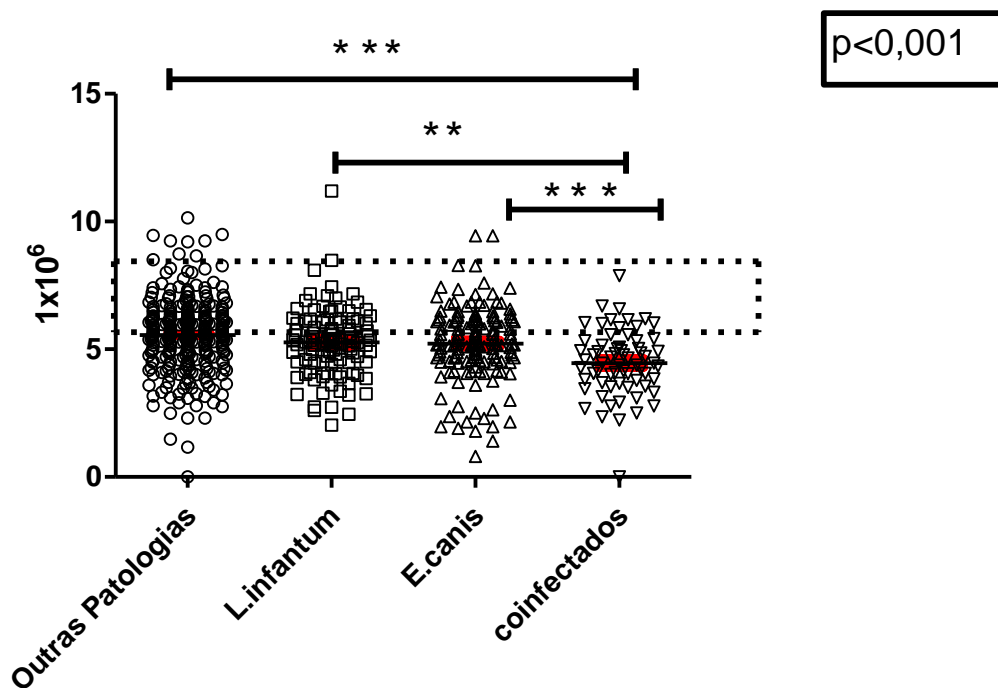 p<0,001
***
**
***
15
10
5
0
1x10⁶
Outras Patologias
L.infantum
E.canis
coinfectados